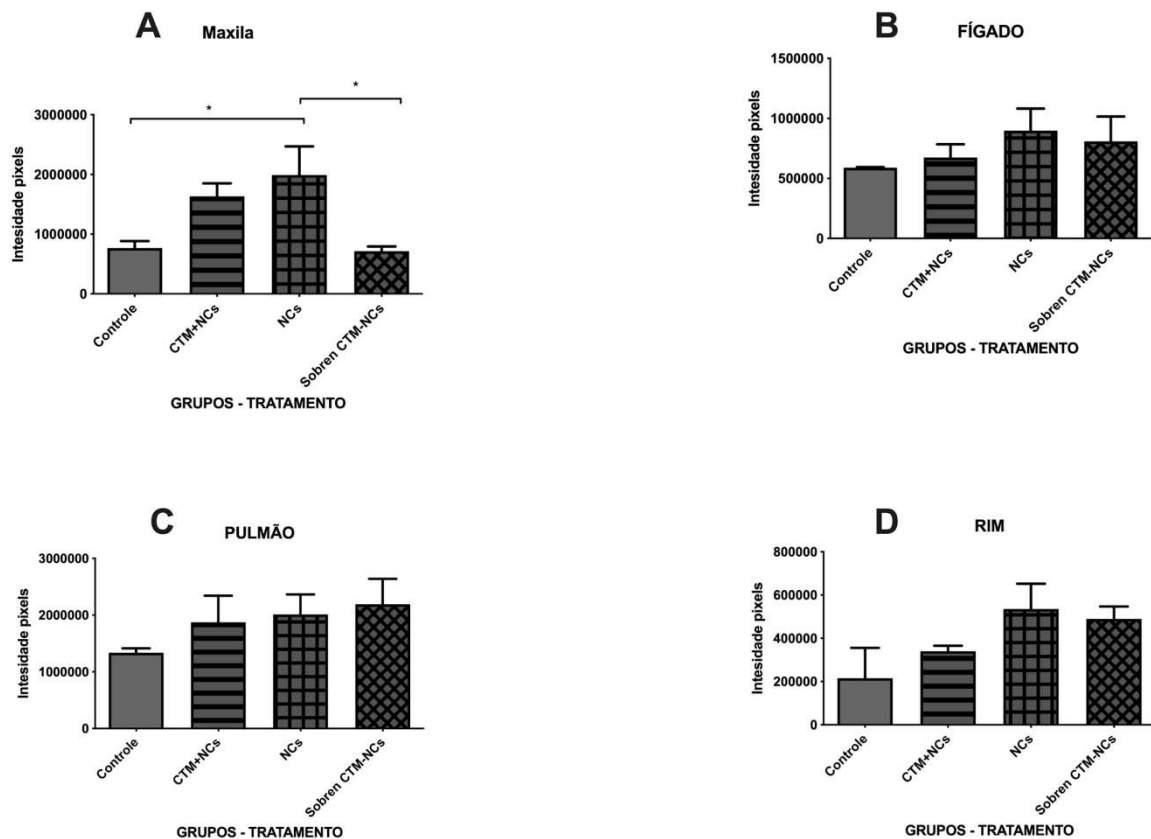 A
Maxila
*
*
Intesidade pixels
3000000
2000000
1000000
0
Controle
CTM+NCs
NCs
Sobren CTM-NCs
GRUPOS - TRATAMENTO
B
FÍGADO
Intesidade pixels
1500000
1000000
500000
0
Controle
CTM+NCs
NCs
Sobren CTM-NCs
GRUPOS - TRATAMENTO
C
PULMÃO
Intesidade pixels
3000000
2000000
1000000
0
Controle
CTM+NCs
NCs
Sobren CTM-NCs
GRUPOS - TRATAMENTO
D
RIM
Intesidade pixels
800000
600000
400000
200000
0
Controle
CTM+NCs
NCs
Sobren CTM-NCs
GRUPOS - TRATAMENTO